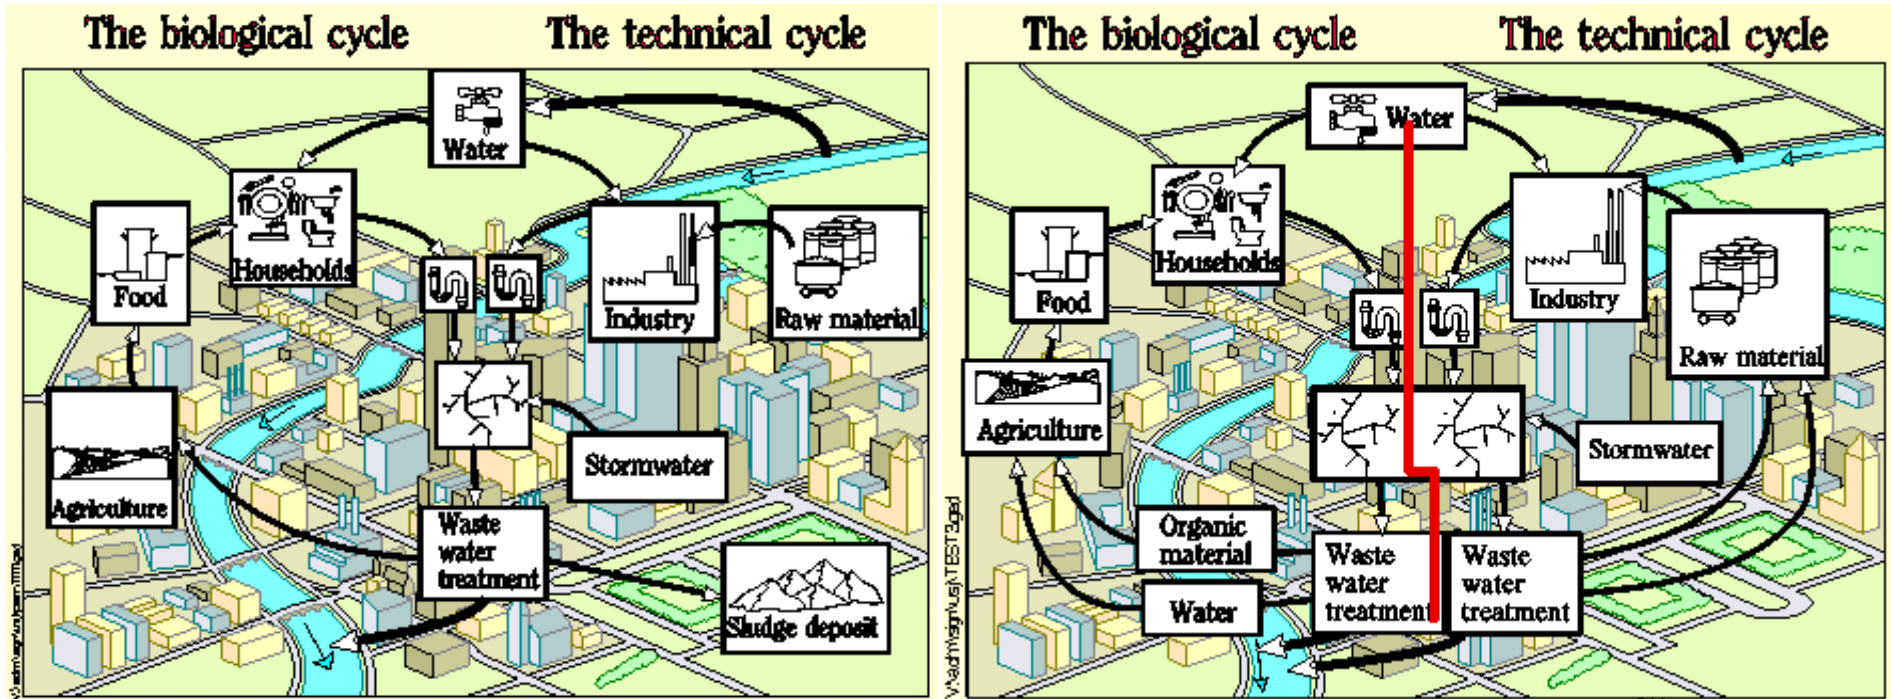 The biological cycle
The technical cycle
Water
Households
Food
Industry
Raw material
Stormwater
Agriculture
Waste
water
treatment
Sludge deposit
The biological cycle
The technical cycle
Water
Households
Food
Industry
Raw material
Agriculture
Stormwater
Organic
material
Waste
water
treatment
Waste
water
treatment
Water